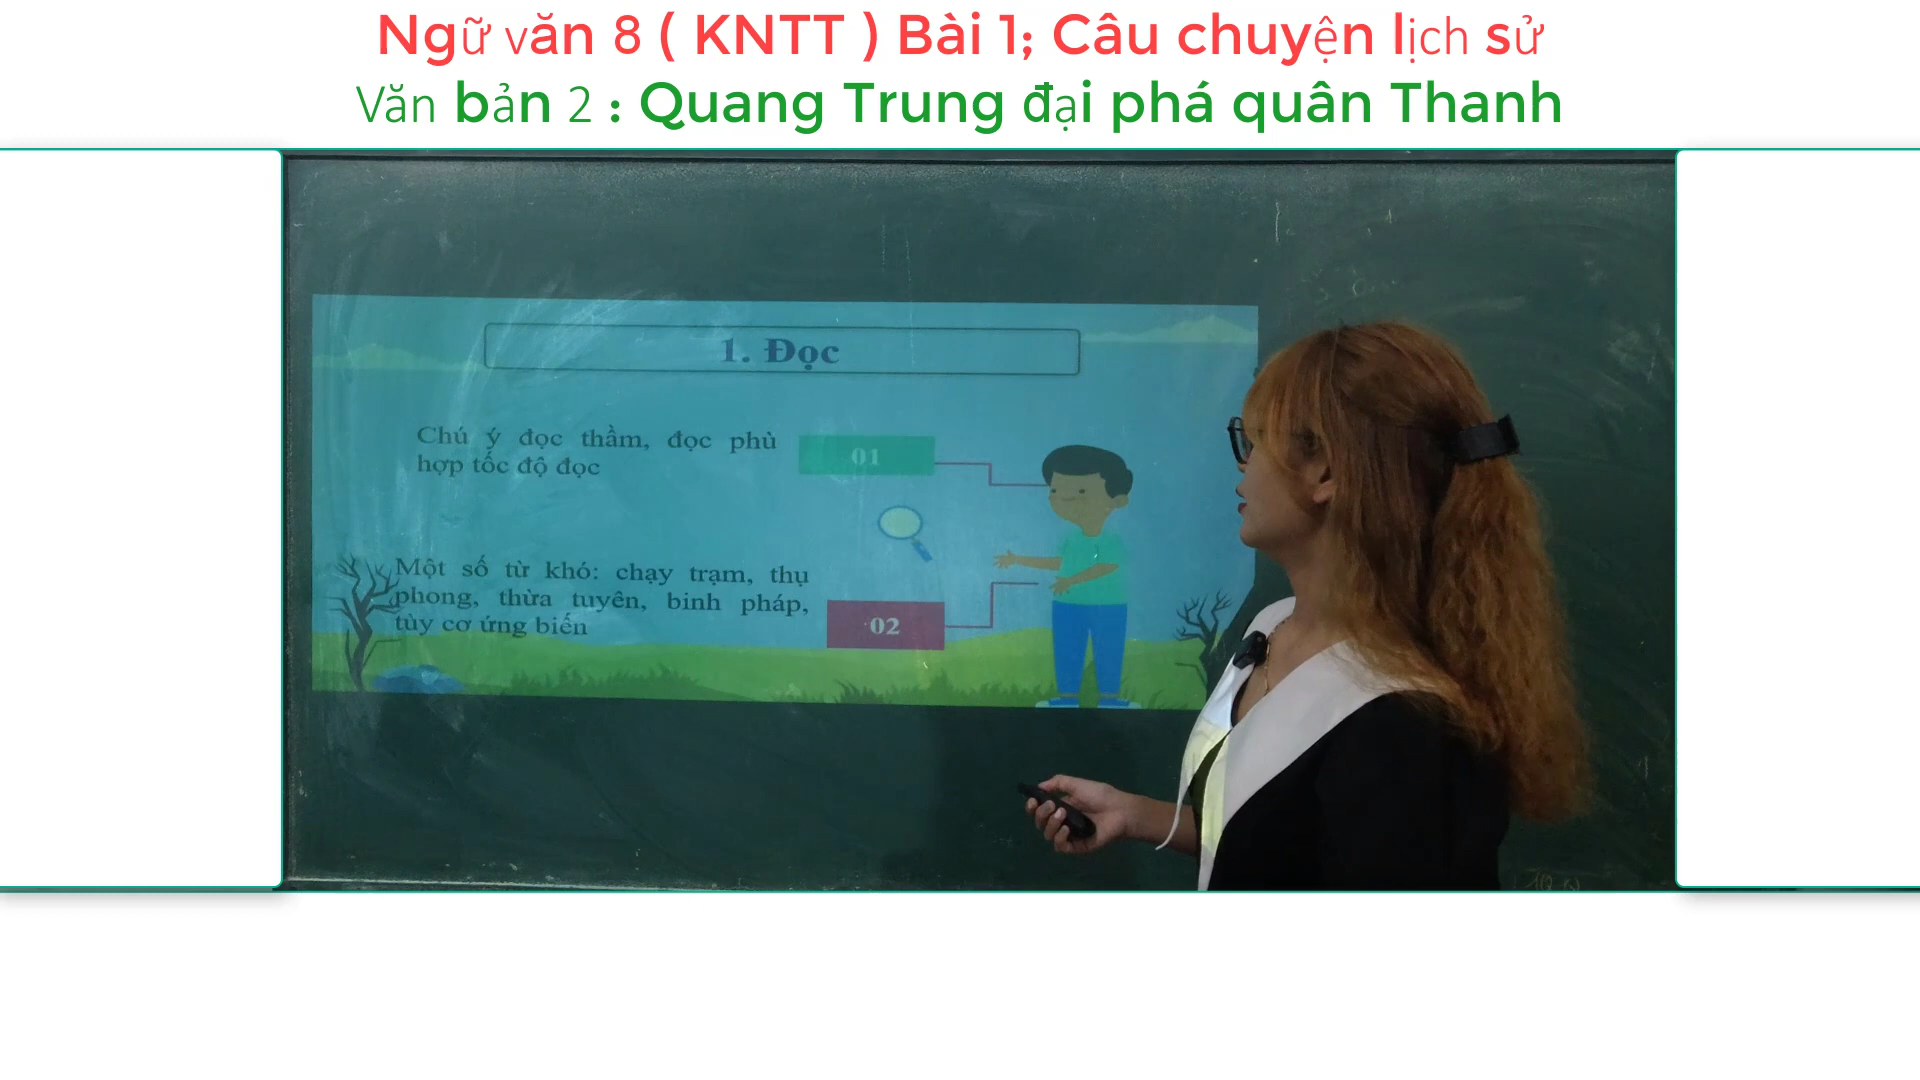 Ngữ văn 8 ( KNTT ) Bài 1; Câu chuyện lịch sử
Văn bản 2 : Quang Trung đại phá quân Thanh
1. Đọc
Chú ý đọc thầm, đọc phù
hợp tốc độ đọc
01
Một số từ khó: chạy trạm, thụ
phong, thừa tuyên, binh pháp,
tùy cơ ứng biến
02